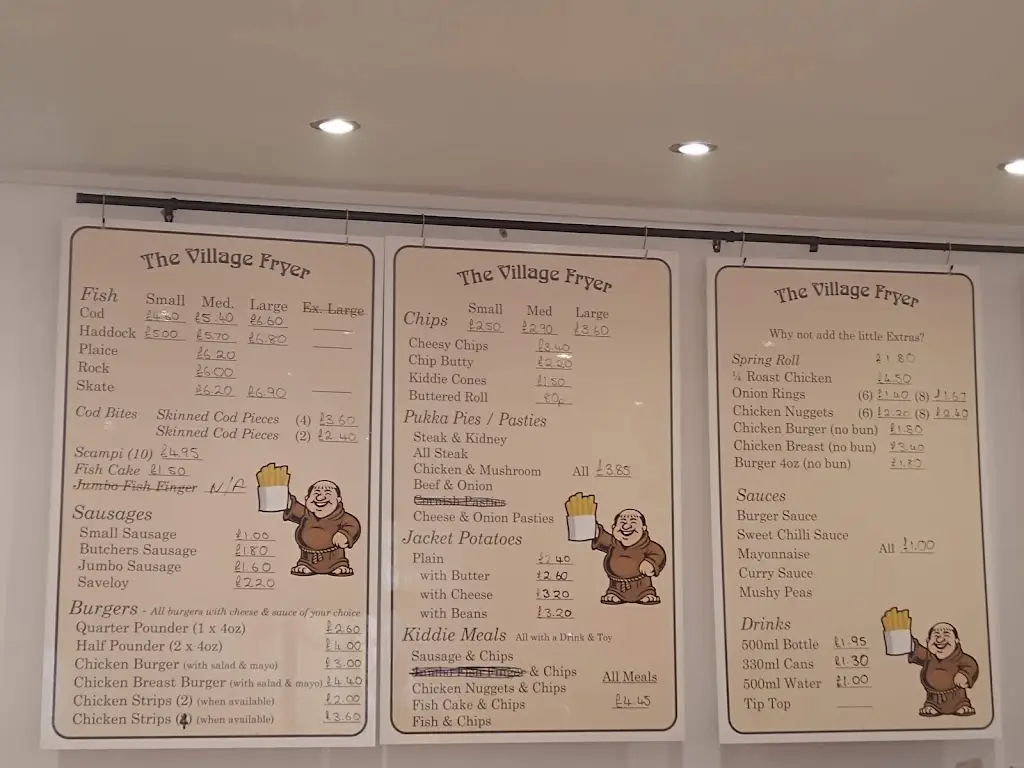 The Village Fryer
Fish Small Med. Large Ex. Large
Cod £4.60 £5.40 £6.60
Haddock £5.00 £5.70 £6.80
Plaice £6.20
Rock £6.00
Skate £6.20 £6.90
Cod Bites Skinned Cod Pieces (4) £3.60
Skinned Cod Pieces (2) £2.40
Scampi (10) £4.95
Fish Cake £1.50
Jumbo Fish Finger N/A
Sausages
Small Sausage £1.00
Butchers Sausage £1.80
Jumbo Sausage £1.60
Saveloy £2.20
Burgers - All burgers with cheese & sauce of your choice
Quarter Pounder (1 x 4oz) £2.60
Half Pounder (2 x 4oz) £4.00
Chicken Burger (with salad & mayo) £3.00
Chicken Breast Burger (with salad & mayo) £4.40
Chicken Strips (2) (when available) £2.00
Chicken Strips (4) (when available) £3.60
The Village Fryer
Small Med Large
Chips £2.50 £2.90 £3.60
Cheesy Chips £3.40
Chip Butty £2.20
Kiddie Cones £1.50
Buttered Roll 80p
Pukka Pies / Pasties
Steak & Kidney
All Steak
Chicken & Mushroom All £3.85
Beef & Onion
Cornish Pasties
Cheese & Onion Pasties
Jacket Potatoes
Plain £2.40
with Butter £2.60
with Cheese £3.20
with Beans £3.20
Kiddie Meals All with a Drink & Toy
Sausage & Chips
Jumbo Fish Finger & Chips All Meals
Chicken Nuggets & Chips
Fish Cake & Chips £4.45
Fish & Chips
The Village Fryer
Why not add the little Extras?
Spring Roll £1.80
¼ Roast Chicken £4.50
Onion Rings (6) £1.40 (8)
Chicken Nuggets (6) £2.20 (8) £2.40
Chicken Burger (no bun) £1.80
Chicken Breast (no bun) £3.40
Burger 4oz (no bun) £1.80
Sauces
Burger Sauce
Sweet Chilli Sauce
Mayonnaise All £1.00
Curry Sauce
Mushy Peas
Drinks
500ml Bottle £1.95
330ml Cans £1.30
500ml Water £1.00
Tip Top